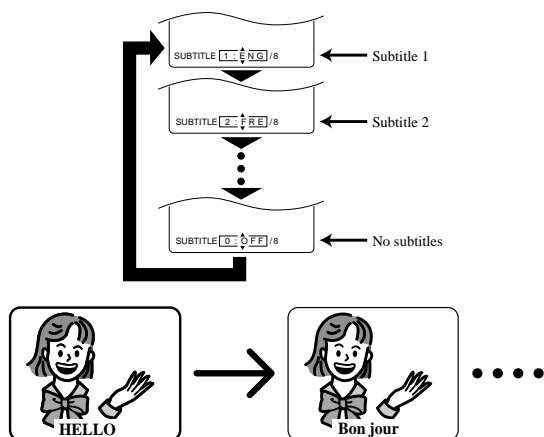 SUBTITLE 1 : ENG /8
Subtitle 1
SUBTITLE 2 : FRE /8
Subtitle 2
SUBTITLE 0 : OFF /8
No subtitles
HELLO
Bon jour